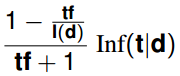 1 − tf/l(d)
tf + 1
Inf(t|d)